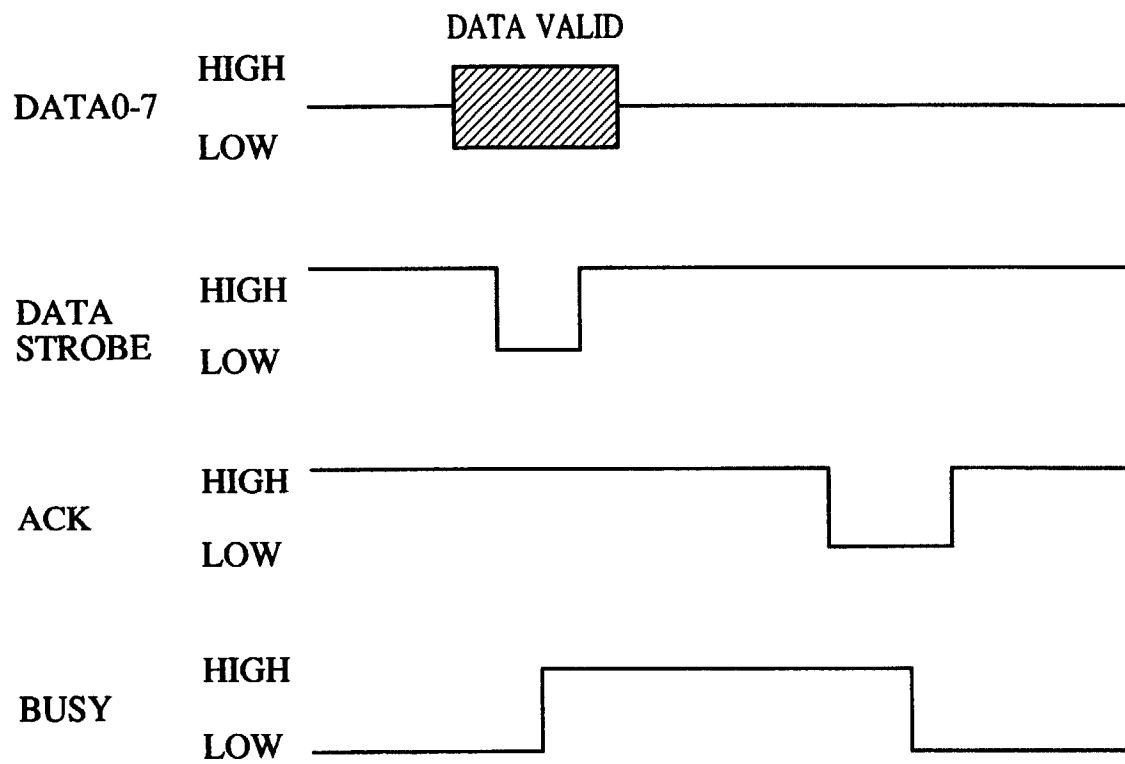 DATA VALID
HIGH
DATA0-7
LOW
HIGH
DATA
STROBE
LOW
HIGH
ACK
LOW
HIGH
BUSY
LOW